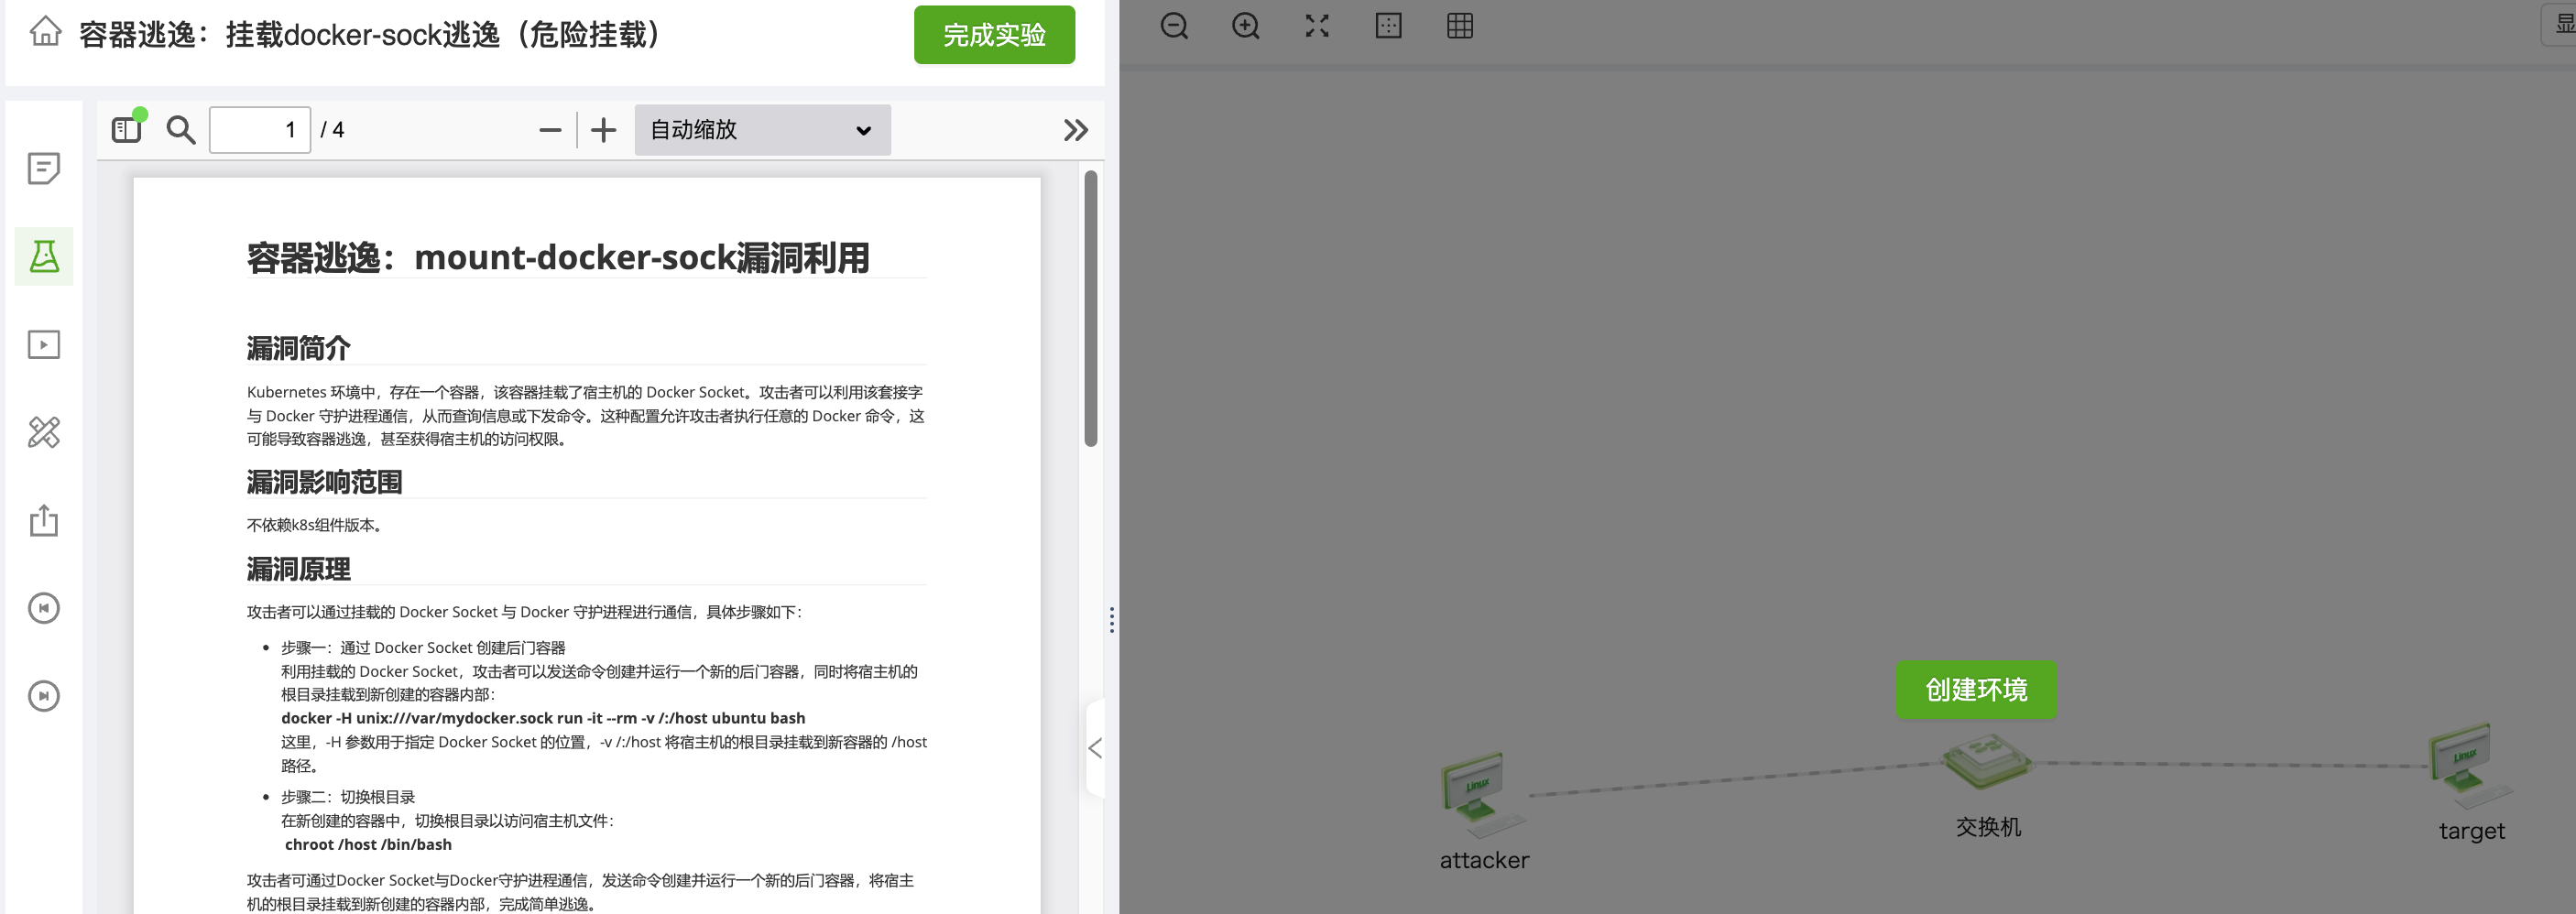 容器逃逸：挂载docker-sock逃逸（危险挂载）
完成实验
1 / 4
自动缩放
容器逃逸：mount-docker-sock漏洞利用
漏洞简介
Kubernetes 环境中，存在一个容器，该容器挂载了宿主机的 Docker Socket。攻击者可以利用该套接字
与 Docker 守护进程通信，从而查询信息或下发命令。这种配置允许攻击者执行任意的 Docker 命令，这
可能导致容器逃逸，甚至获得宿主机的访问权限。
漏洞影响范围
不依赖k8s组件版本。
漏洞原理
攻击者可以通过挂载的 Docker Socket 与 Docker 守护进程进行通信，具体步骤如下：
• 步骤一：通过 Docker Socket 创建后门容器
利用挂载的 Docker Socket，攻击者可以发送命令创建并运行一个新的后门容器，同时将宿主机的
根目录挂载到新创建的容器内部：
docker -H unix:///var/mydocker.sock run -it --rm -v /:/host ubuntu bash
这里，-H 参数用于指定 Docker Socket 的位置，-v /:/host 将宿主机的根目录挂载到新容器的 /host
路径。
• 步骤二：切换根目录
在新创建的容器中，切换根目录以访问宿主机文件：
chroot /host /bin/bash
攻击者可通过Docker Socket与Docker守护进程通信，发送命令创建并运行一个新的后门容器，将宿主
机的根目录挂载到新创建的容器内部，完成简单逃逸。
显
创建环境
Linux
attacker
交换机
Linux
target